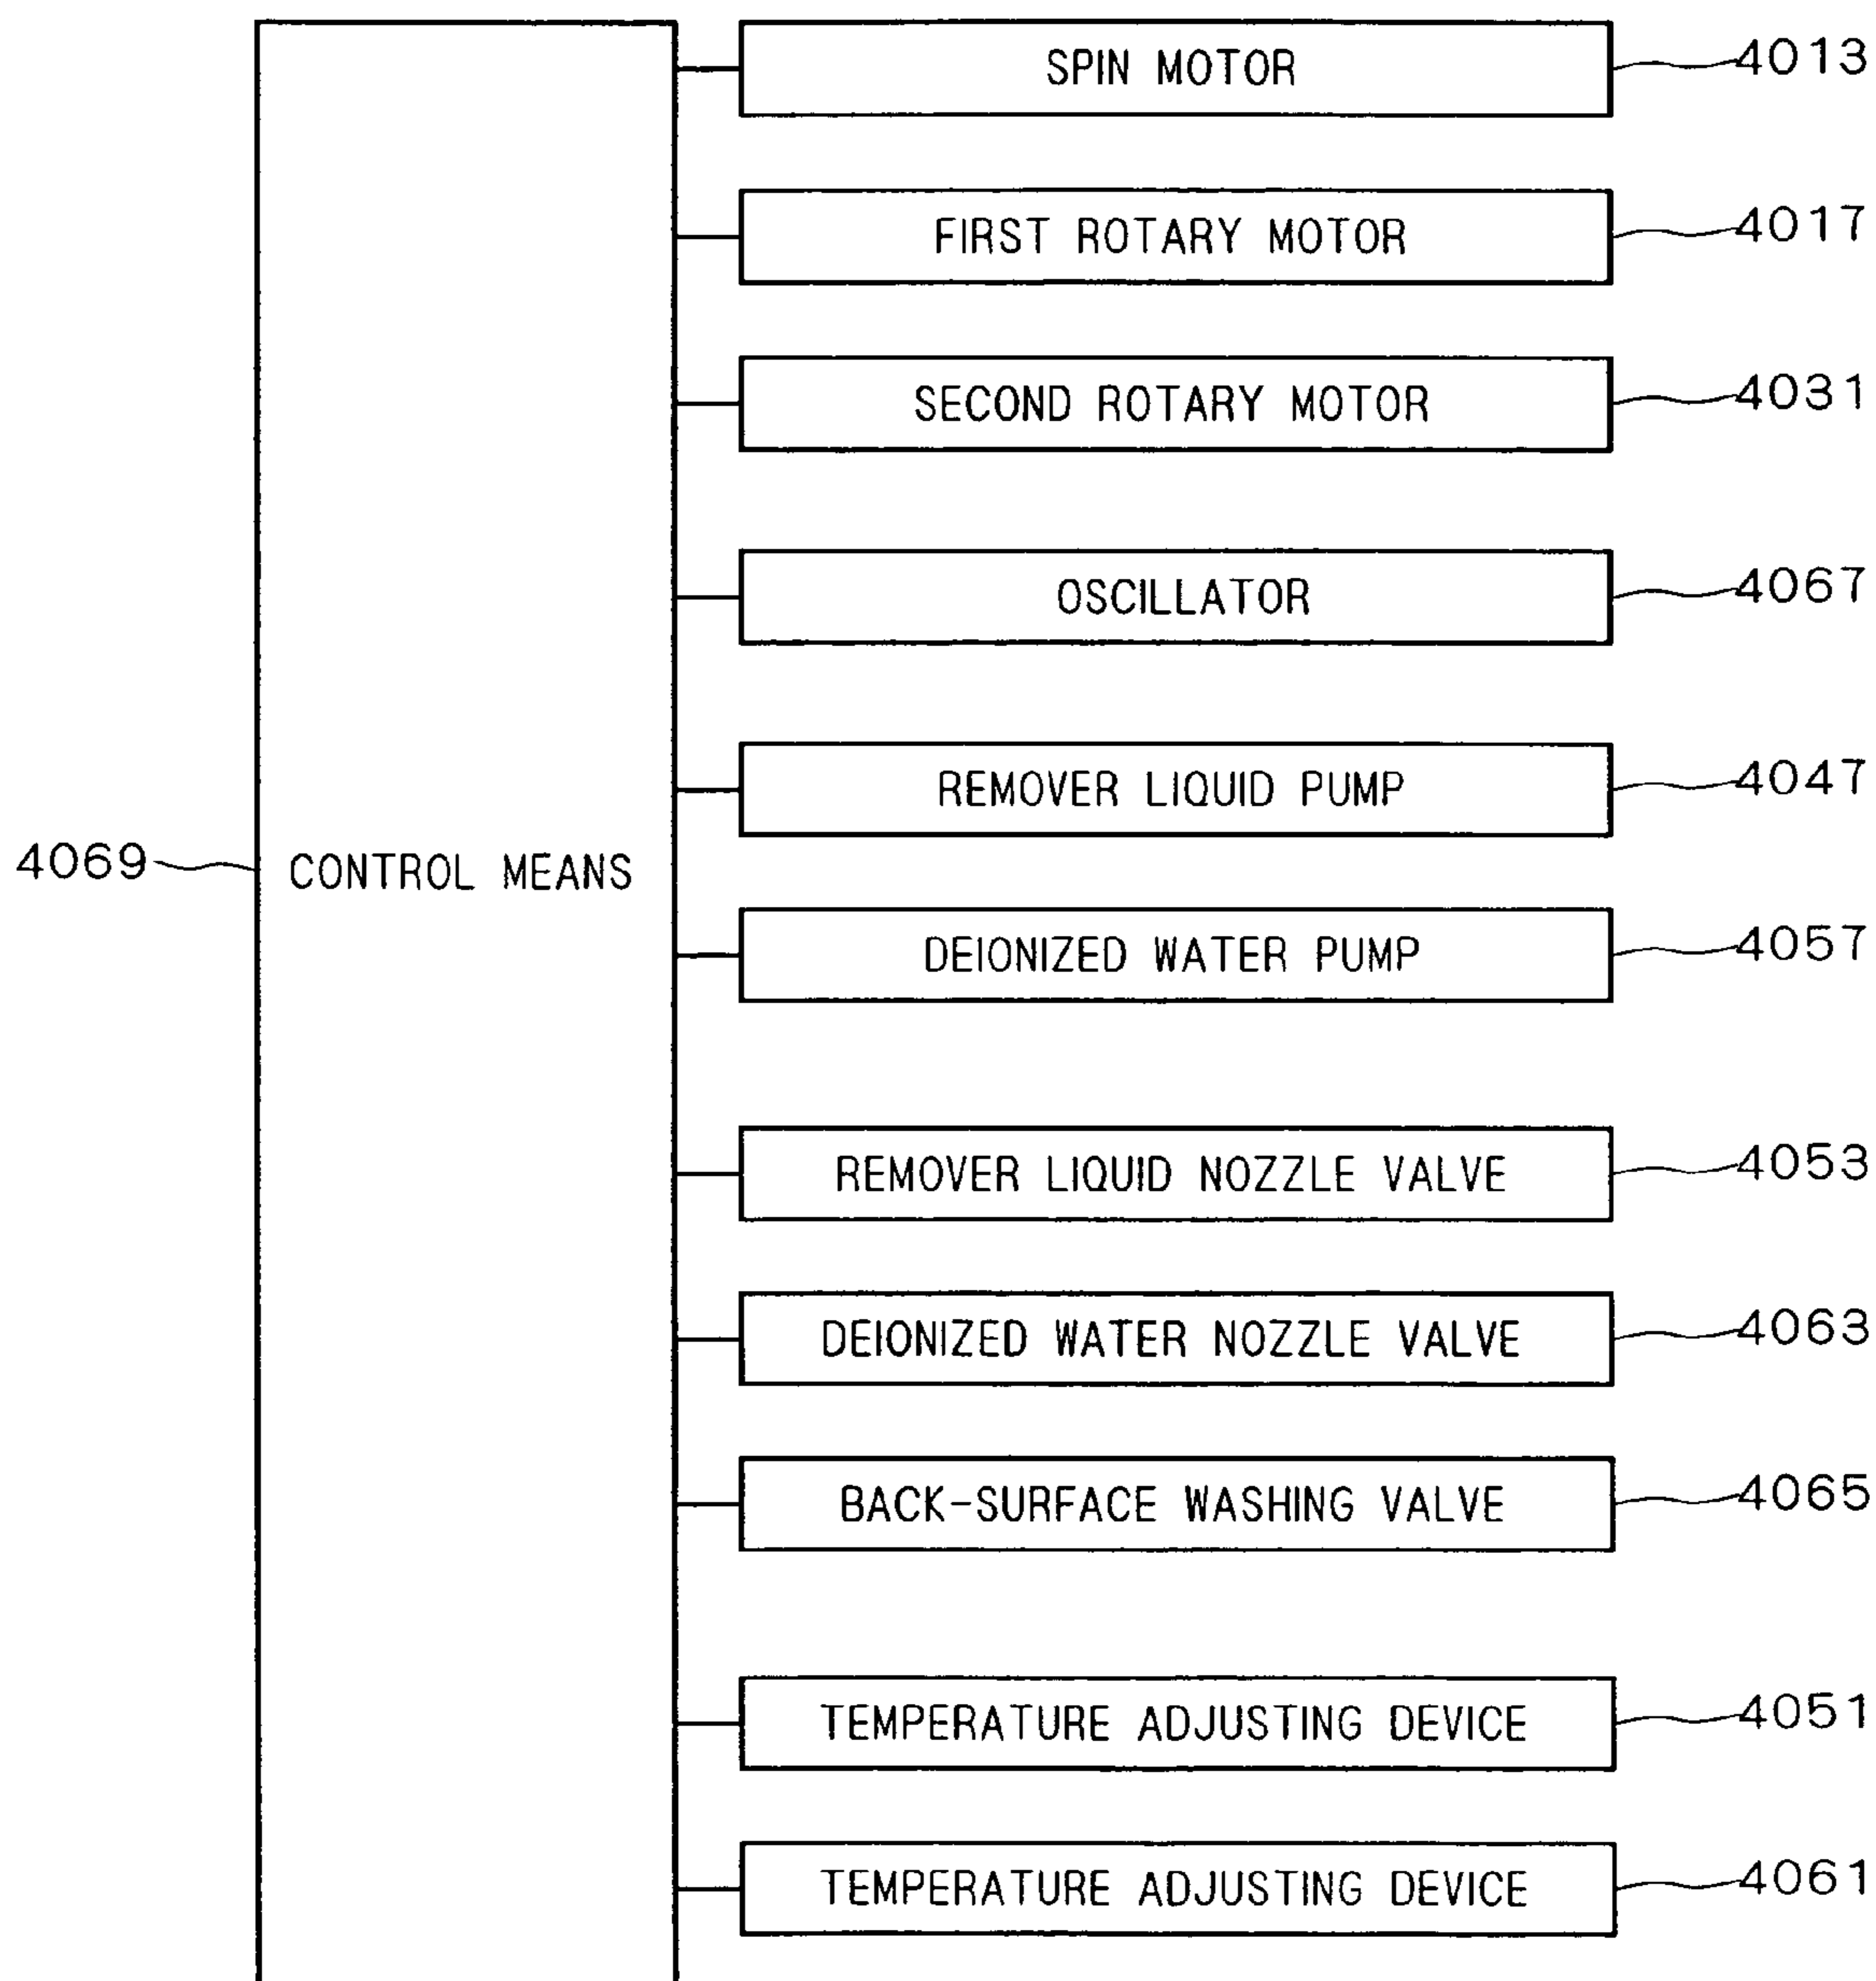 SPIN MOTOR 4013
FIRST ROTARY MOTOR 4017
SECOND ROTARY MOTOR 4031
OSCILLATOR 4067
REMOVER LIQUID PUMP 4047
4069 CONTROL MEANS
DEIONIZED WATER PUMP 4057
REMOVER LIQUID NOZZLE VALVE 4053
DEIONIZED WATER NOZZLE VALVE 4063
BACK-SURFACE WASHING VALVE 4065
TEMPERATURE ADJUSTING DEVICE 4051
TEMPERATURE ADJUSTING DEVICE 4061